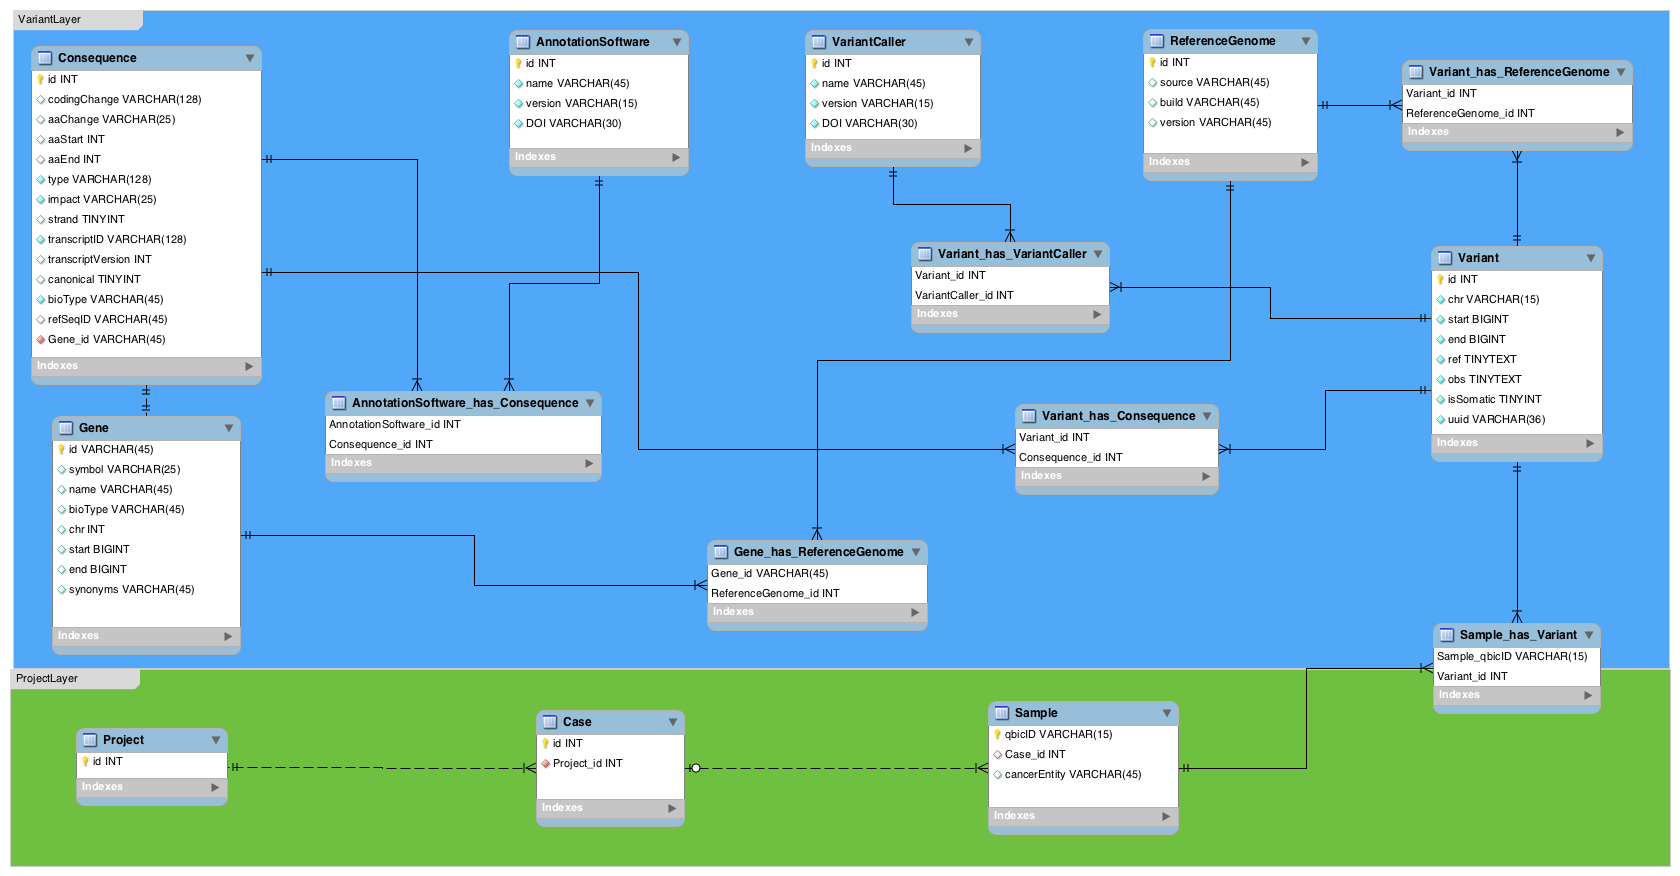 VariantLayer
Consequence
id INT
codingChange VARCHAR(128)
aaChange VARCHAR(25)
aaStart INT
aaEnd INT
type VARCHAR(128)
impact VARCHAR(25)
strand TINYINT
transcriptID VARCHAR(128)
transcriptVersion INT
canonical TINYINT
bioType VARCHAR(45)
refSeqID VARCHAR(45)
Gene_id VARCHAR(45)
Indexes
AnnotationSoftware
id INT
name VARCHAR(45)
version VARCHAR(15)
DOI VARCHAR(30)
Indexes
VariantCaller
id INT
name VARCHAR(45)
version VARCHAR(15)
DOI VARCHAR(30)
Indexes
ReferenceGenome
id INT
source VARCHAR(45)
build VARCHAR(45)
version VARCHAR(45)
Indexes
Variant_has_ReferenceGenome
Variant_id INT
ReferenceGenome_id INT
Indexes
Variant_has_VariantCaller
Variant_id INT
VariantCaller_id INT
Indexes
Variant
id INT
chr VARCHAR(15)
start BIGINT
end BIGINT
ref TINYTEXT
obs TINYTEXT
isSomatic TINYINT
uuid VARCHAR(36)
Indexes
AnnotationSoftware_has_Consequence
AnnotationSoftware_id INT
Consequence_id INT
Indexes
Variant_has_Consequence
Variant_id INT
Consequence_id INT
Indexes
Gene
id VARCHAR(45)
symbol VARCHAR(25)
name VARCHAR(45)
bioType VARCHAR(45)
chr INT
start BIGINT
end BIGINT
synonyms VARCHAR(45)
Indexes
Gene_has_ReferenceGenome
Gene_id VARCHAR(45)
ReferenceGenome_id INT
Indexes
Sample_has_Variant
Sample_qbicID VARCHAR(15)
Variant_id INT
Indexes
ProjectLayer
Project
id INT
Indexes
Case
id INT
Project_id INT
Indexes
Sample
qbicID VARCHAR(15)
Case_id INT
cancerEntity VARCHAR(45)
Indexes